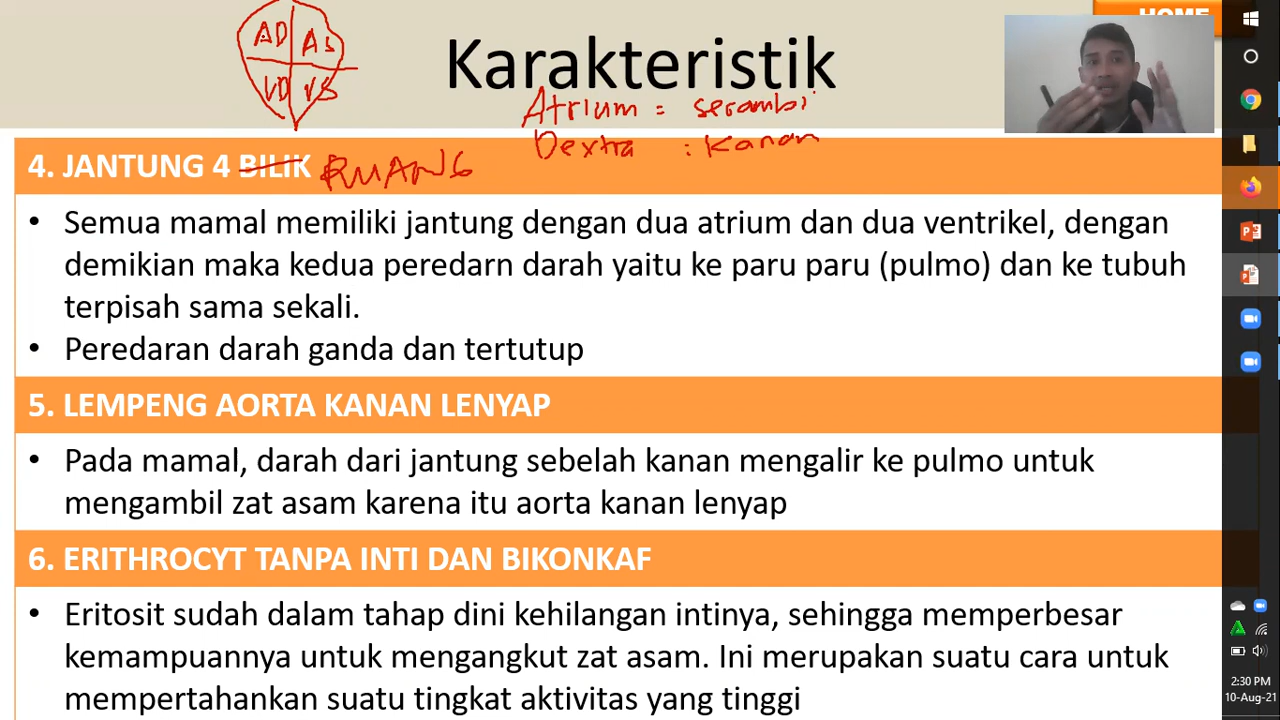 HOME
AD AS
VD VS
Karakteristik
Atrium = serambi
Dextra : Kanan
4. JANTUNG 4 BILIK RUANG
• Semua mamal memiliki jantung dengan dua atrium dan dua ventrikel, dengan
demikian maka kedua peredarn darah yaitu ke paru paru (pulmo) dan ke tubuh
terpisah sama sekali.
• Peredaran darah ganda dan tertutup
5. LEMPENG AORTA KANAN LENYAP
• Pada mamal, darah dari jantung sebelah kanan mengalir ke pulmo untuk
mengambil zat asam karena itu aorta kanan lenyap
6. ERITHROCYT TANPA INTI DAN BIKONKAF
• Eritosit sudah dalam tahap dini kehilangan intinya, sehingga memperbesar
kemampuannya untuk mengangkut zat asam. Ini merupakan suatu cara untuk
mempertahankan suatu tingkat aktivitas yang tinggi
2:30 PM
10-Aug-21